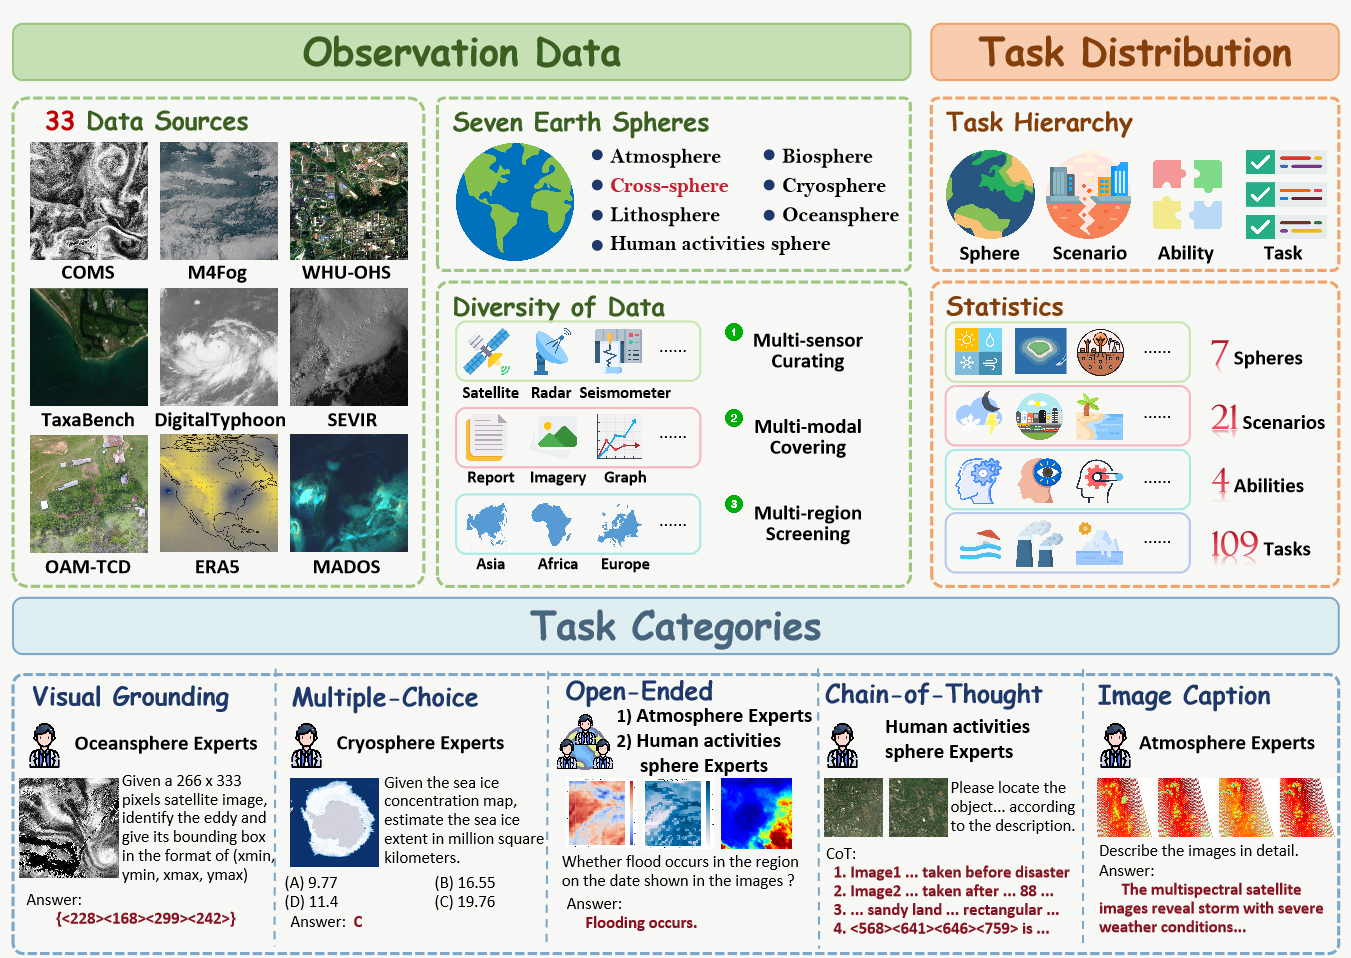 Observation Data
Task Distribution
33 Data Sources
COMS
M4Fog
WHU-OHS
TaxaBench
DigitalTyphoon
SEVIR
OAM-TCD
ERA5
MADOS
Seven Earth Spheres
Atmosphere
Biosphere
Cross-sphere
Cryosphere
Lithosphere
Oceansphere
Human activities sphere
Diversity of Data
Satellite
Radar
Seismometer
......
1
Multi-sensor
Curating
Report
Imagery
Graph
......
2
Multi-modal
Covering
Asia
Africa
Europe
......
3
Multi-region
Screening
Task Hierarchy
Sphere
Scenario
Ability
Task
Statistics
......
7 Spheres
......
21 Scenarios
......
4 Abilities
......
109 Tasks
Task Categories
Visual Grounding
Oceansphere Experts
Given a 266 x 333
pixels satellite image,
identify the eddy and
give its bounding box
in the format of (xmin,
ymin, xmax, ymax)
Answer:
{<228><168><299><242>}
Multiple-Choice
Cryosphere Experts
Given the sea ice
concentration map,
estimate the sea ice
extent in million square
kilometers.
(A) 9.77
(B) 16.55
(D) 11.4
(C) 19.76
Answer: C
Open-Ended
1) Atmosphere Experts
2) Human activities
sphere Experts
Whether flood occurs in the region
on the date shown in the images ?
Answer:
Flooding occurs.
Chain-of-Thought
Human activities
sphere Experts
Please locate the
object... according
to the description.
CoT:
1. Image1 ... taken before disaster
2. Image2 ... taken after ... 88 ...
3. ... sandy land ... rectangular ...
4. <568><641><646><759> is ...
Image Caption
Atmosphere Experts
Describe the images in detail.
Answer:
The multispectral satellite
images reveal storm with severe
weather conditions...